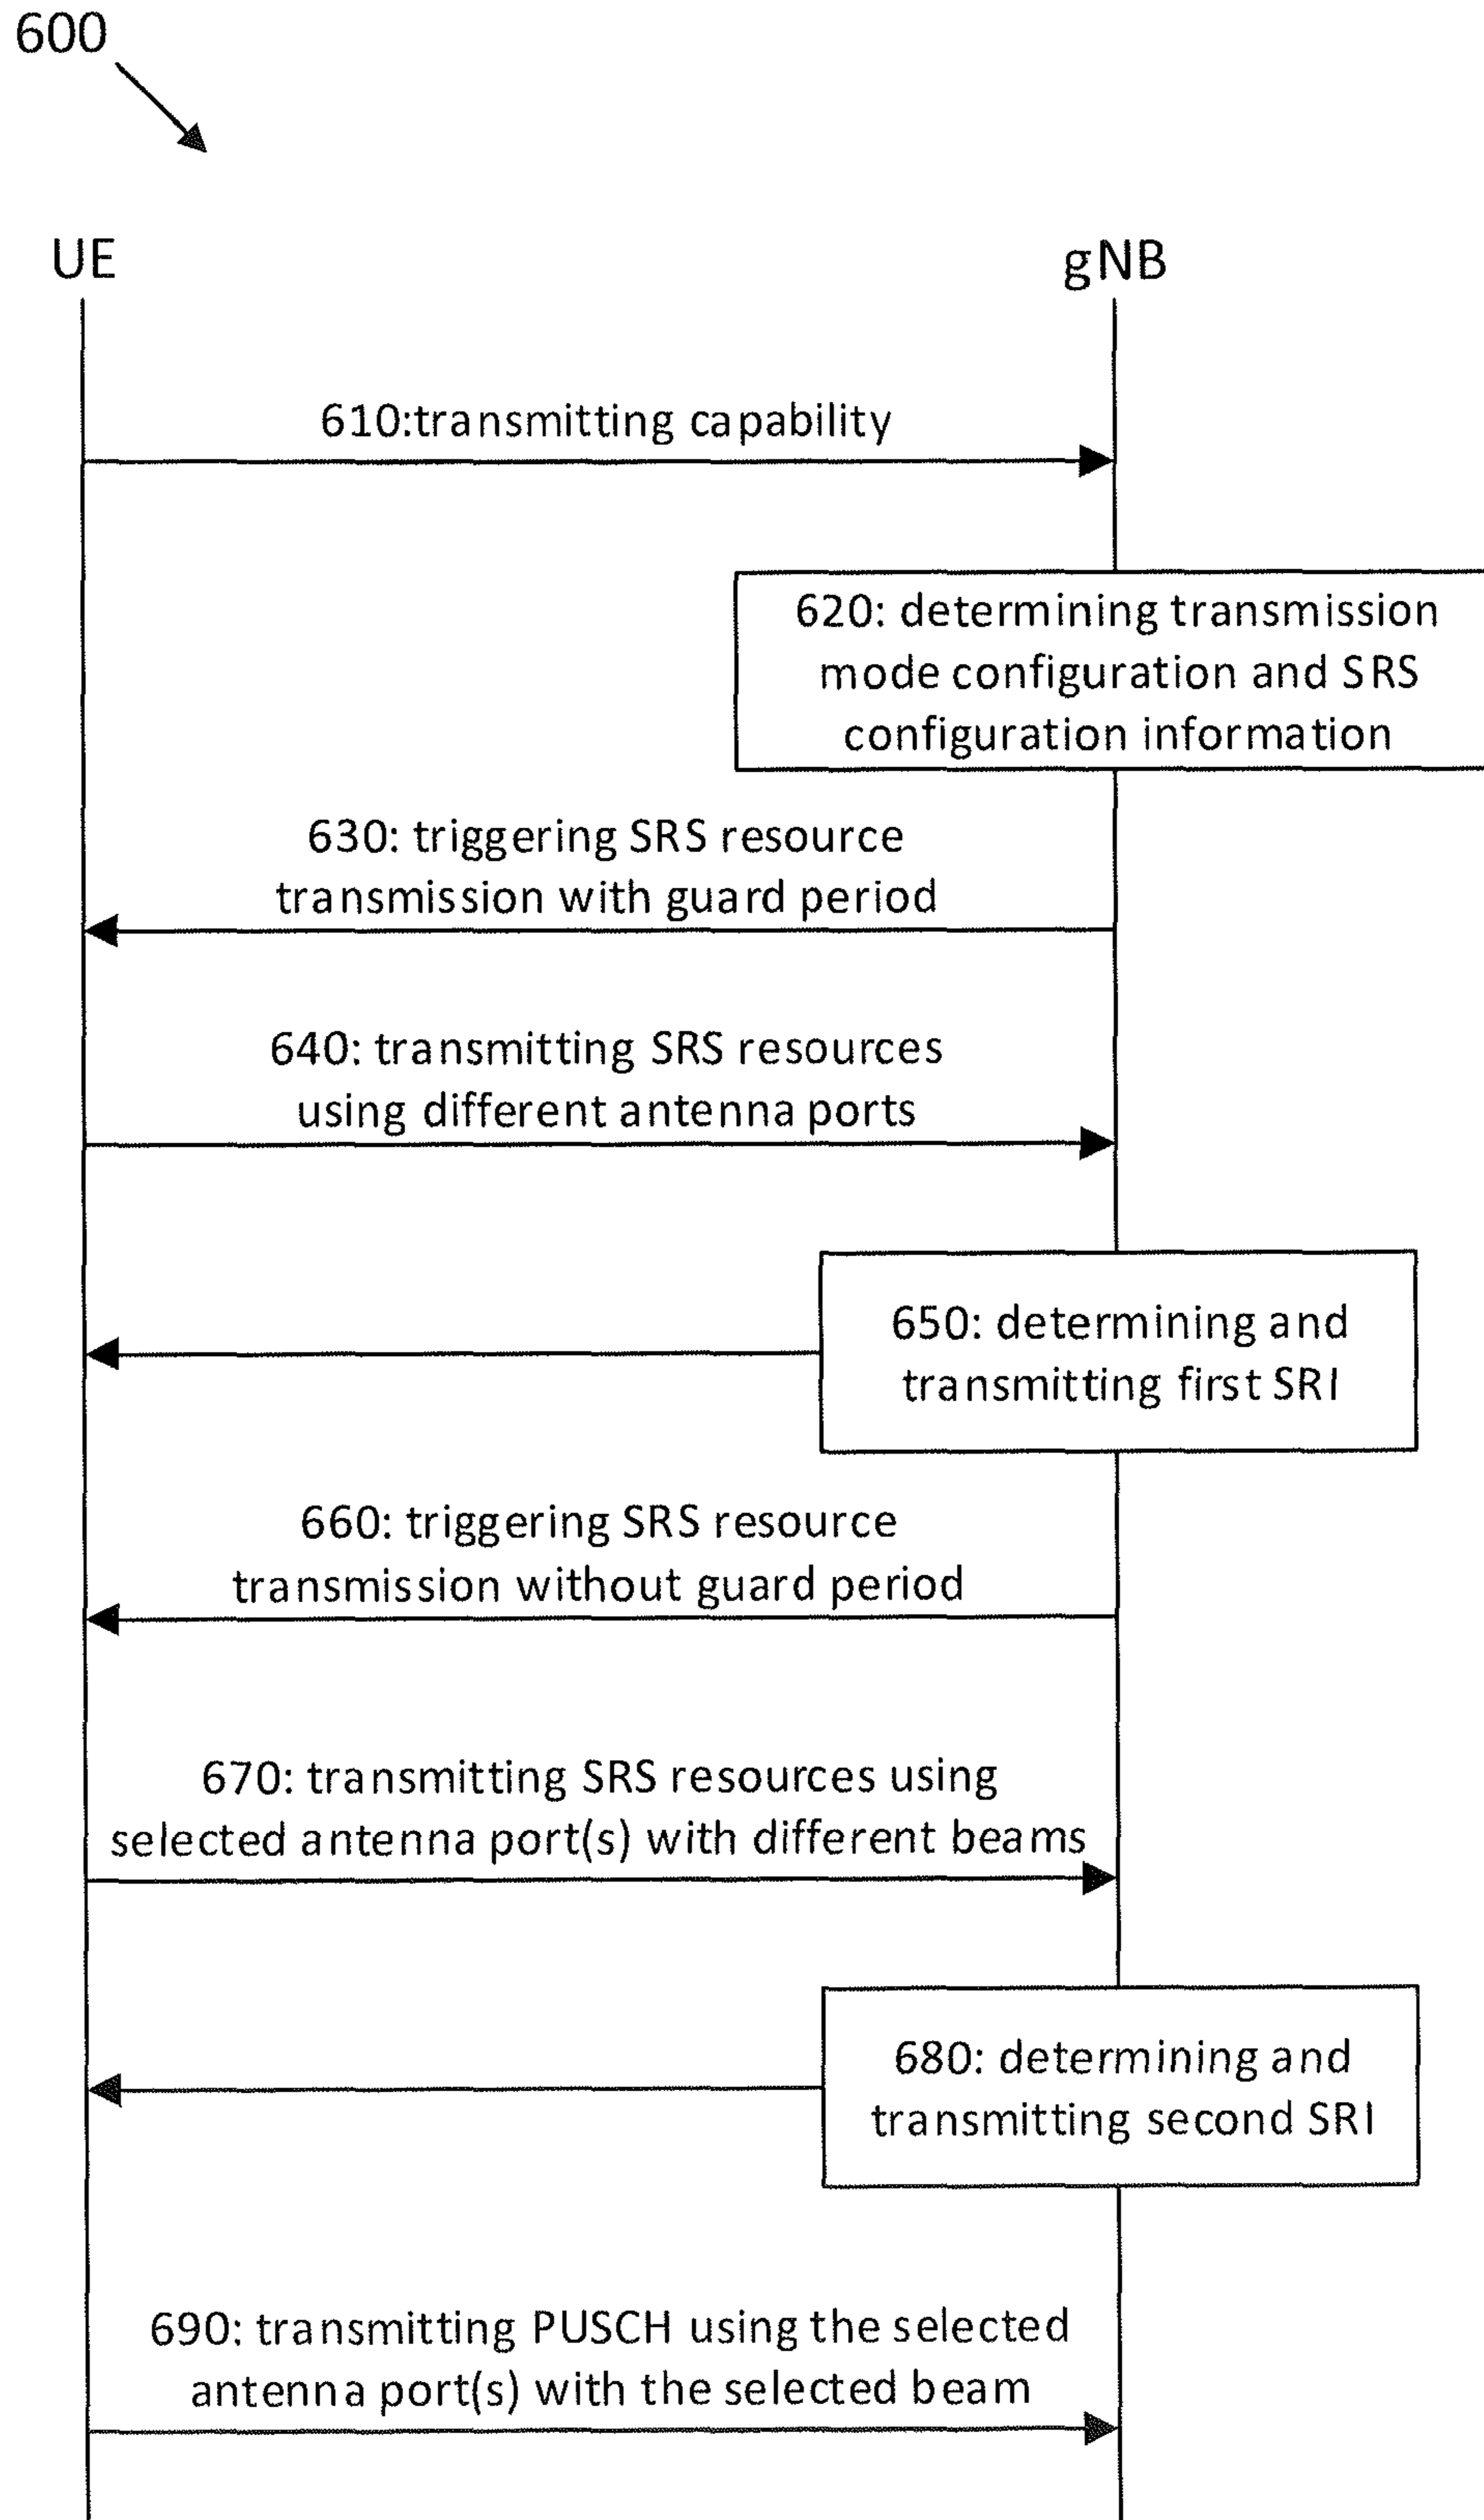 600
UE
gNB
610:transmitting capability
620: determining transmission
mode configuration and SRS
configuration information
630: triggering SRS resource
transmission with guard period
640: transmitting SRS resources
using different antenna ports
650: determining and
transmitting first SRI
660: triggering SRS resource
transmission without guard period
670: transmitting SRS resources using
selected antenna port(s) with different beams
680: determining and
transmitting second SRI
690: transmitting PUSCH using the selected
antenna port(s) with the selected beam